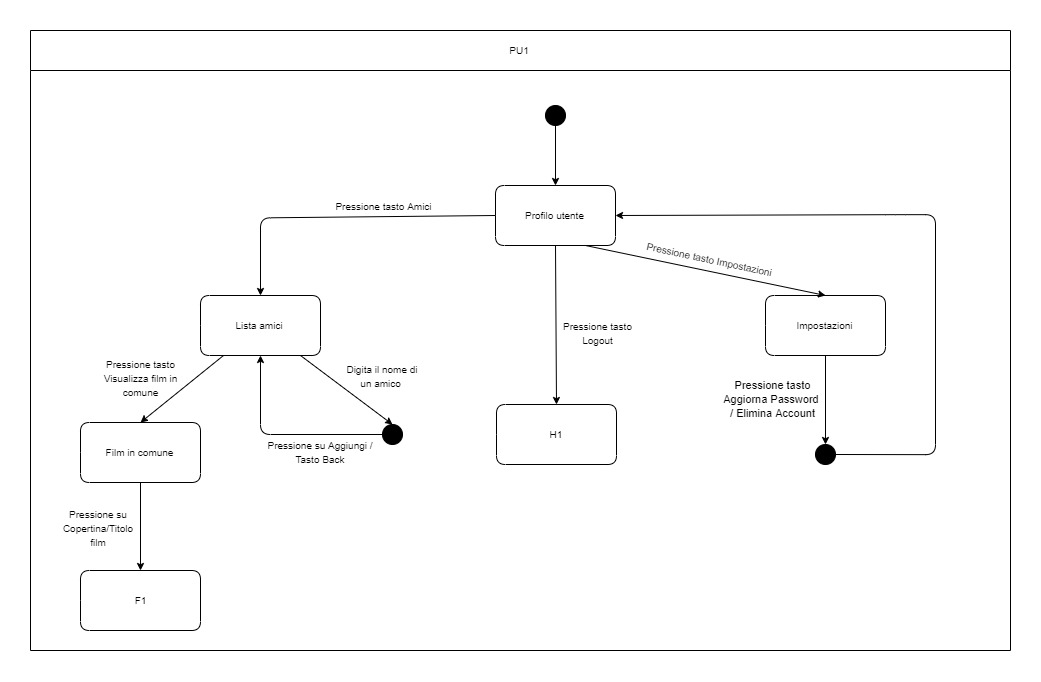 PU1
Profilo utente
Pressione tasto Amici
Pressione tasto Impostazioni
Lista amici
Impostazioni
Pressione tasto
Logout
Pressione tasto
Visualizza film in
comune
Digita il nome di
un amico
Pressione tasto
Aggiorna Password
/ Elimina Account
Film in comune
Pressione su Aggiungi /
Tasto Back
H1
Pressione su
Copertina/Titolo
film
F1